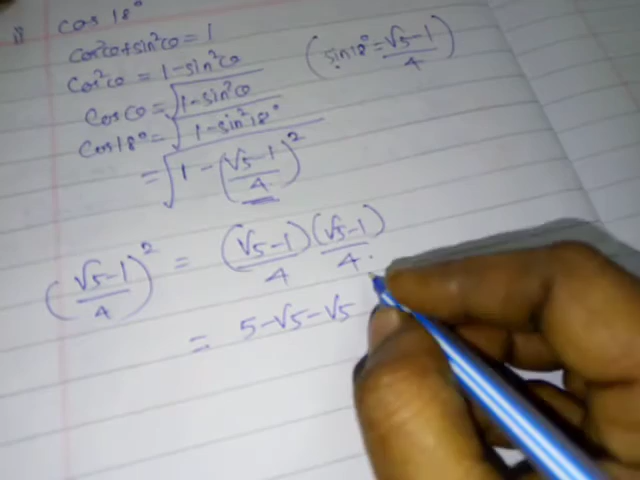 ii cos 18°
cos²θ+sin²θ = 1
cos²θ = 1-sin²θ (sin18° = (√5-1)/4)
cosθ = √(1-sin²θ)
cos18° = √(1-sin²18°)
= √(1 - ((√5-1)/4)²)
((√5-1)/4)² = ((√5-1)/4)((√5-1)/4)
= 5-√5-√5